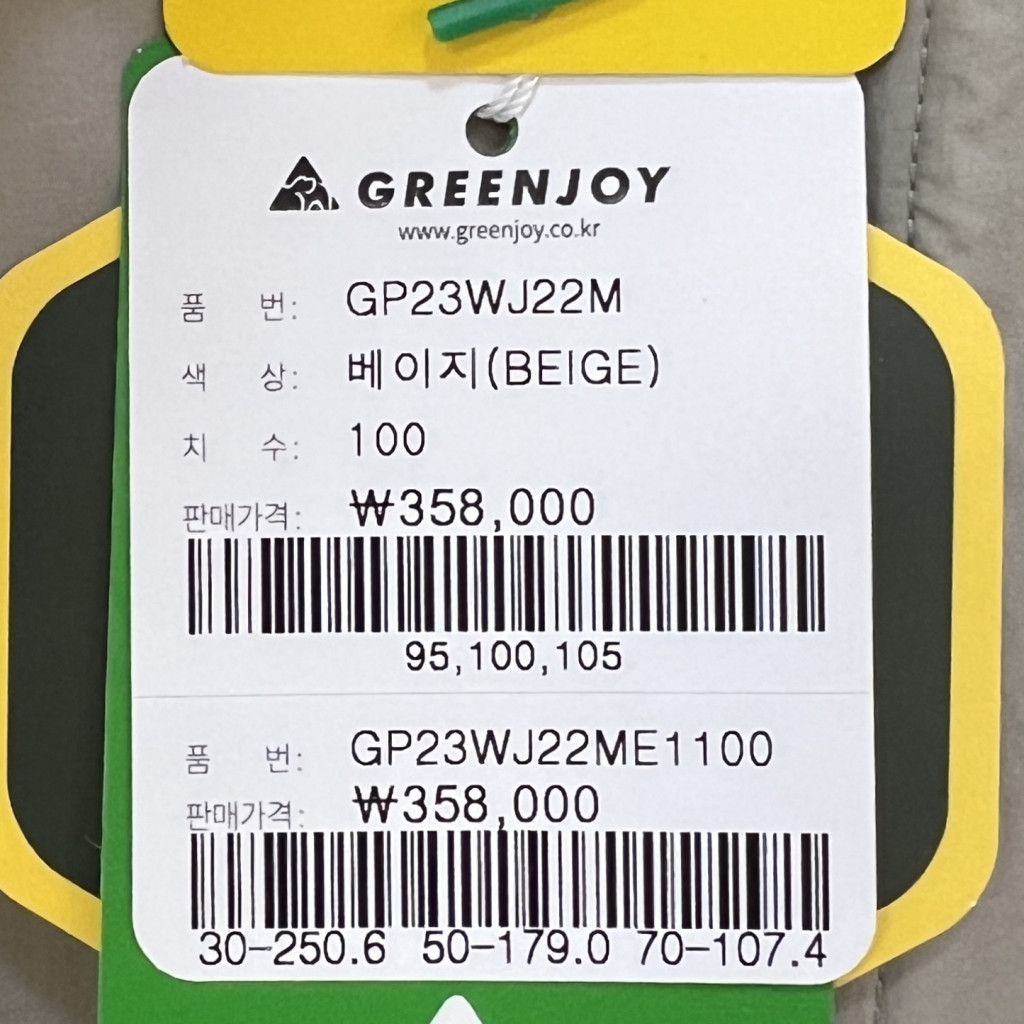 GREENJOY
www.greenjoy.co.kr
품 번: GP23WJ22M
색 상: 베이지(BEIGE)
치 수: 100
판매가격: ₩358,000
95,100,105
품 번: GP23WJ22ME1100
판매가격: ₩358,000
30-250.6 50-179.0 70-107.4